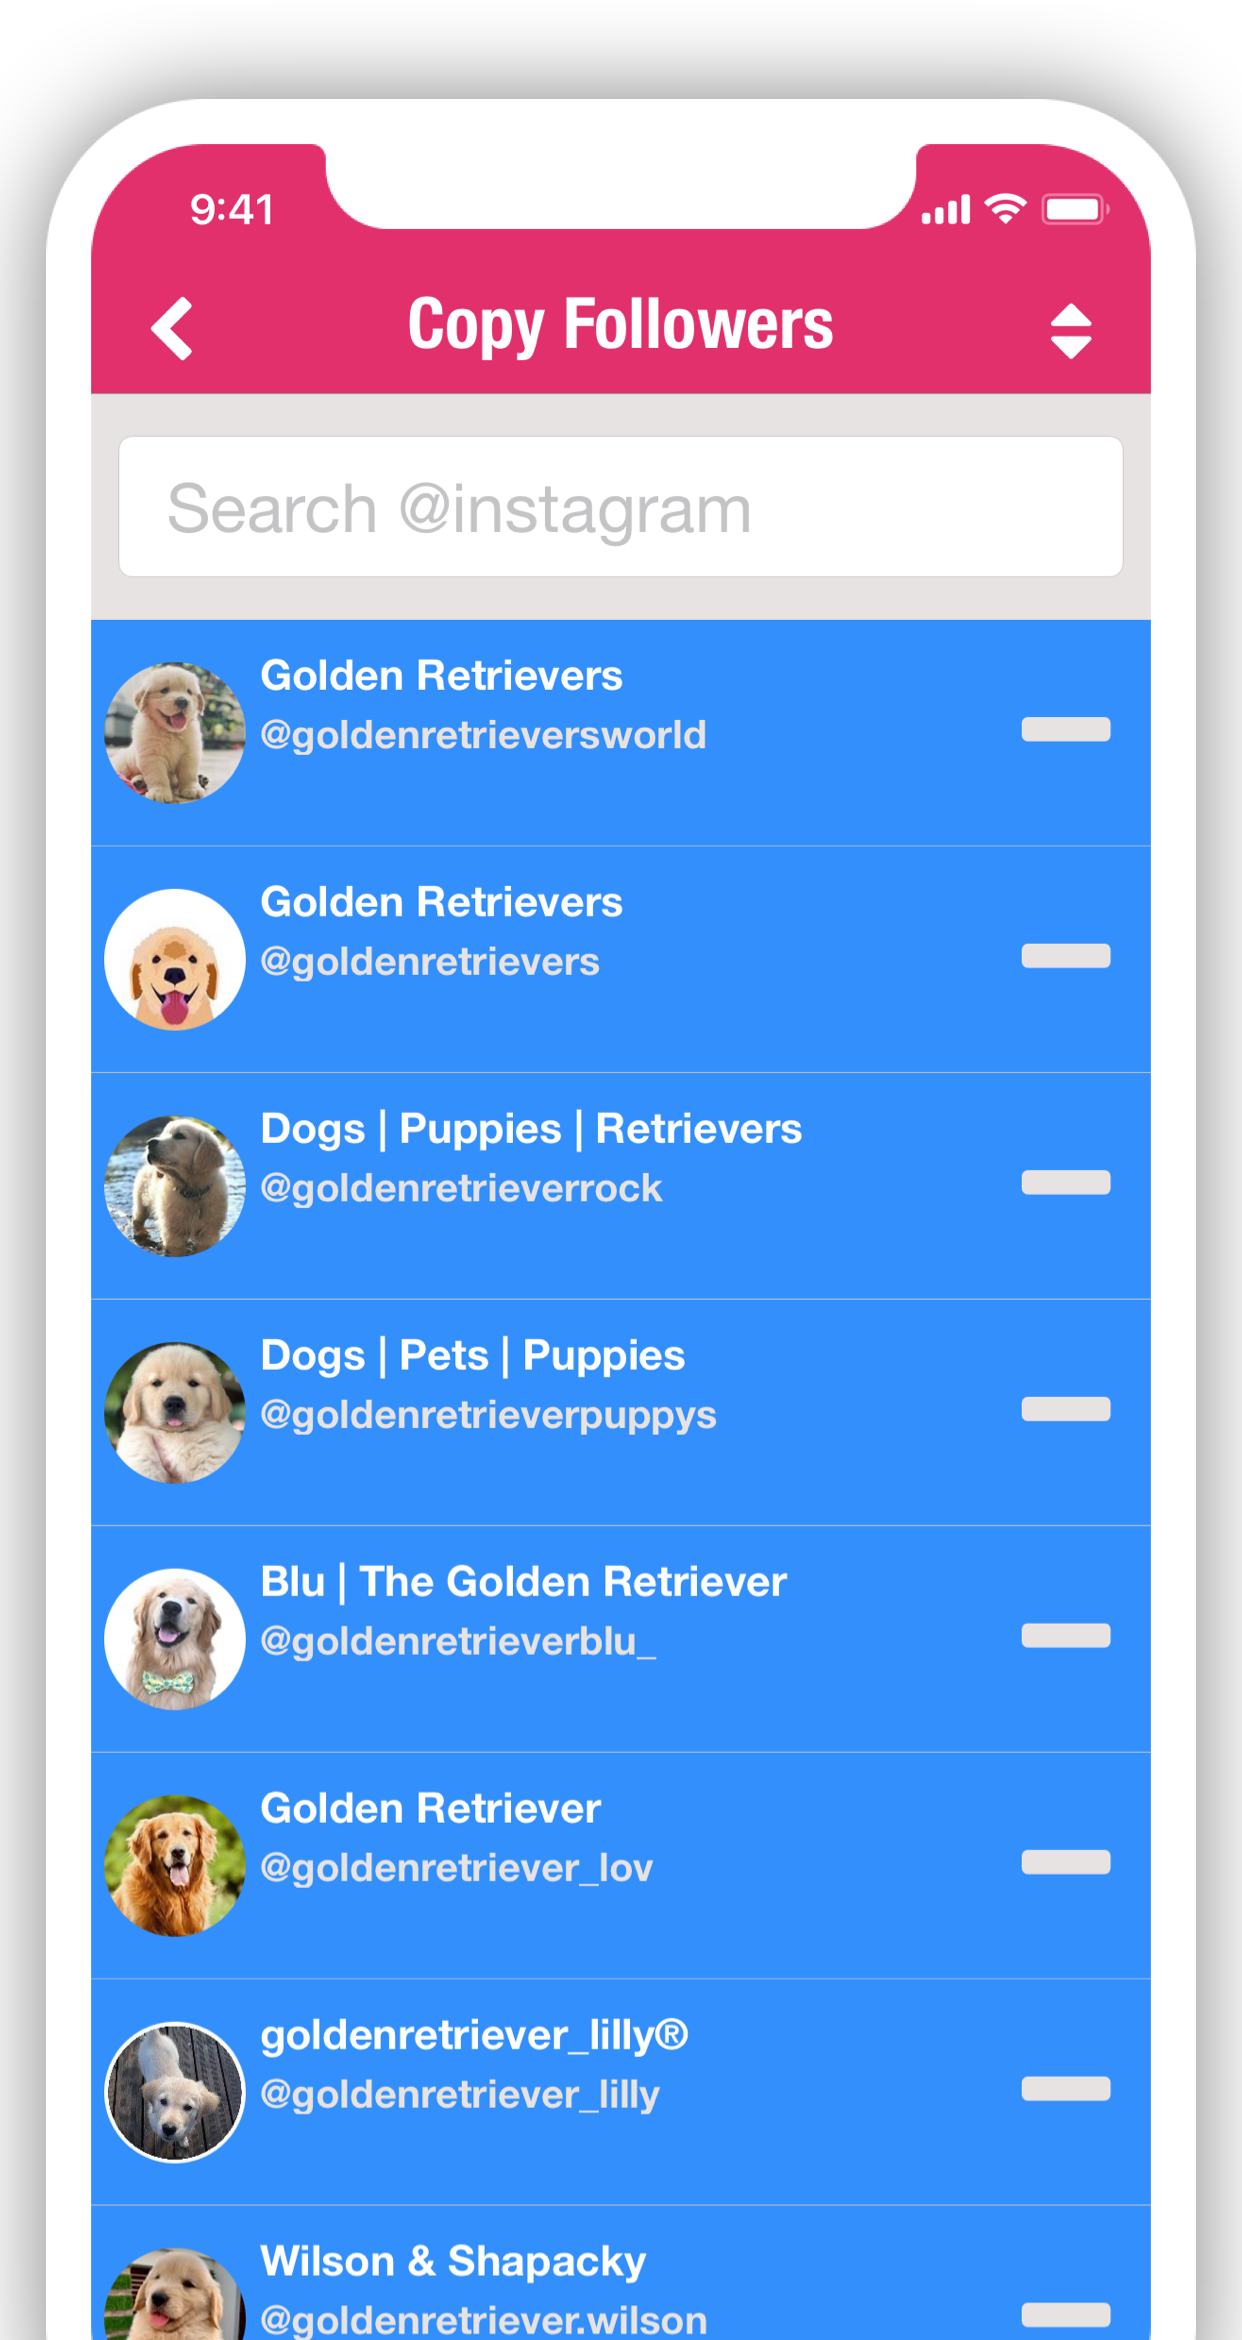 9:41
Copy Followers
Search @instagram
Golden Retrievers
@goldenretrieversworld
Golden Retrievers
@goldenretrievers
Dogs | Puppies | Retrievers
@goldenretrieverrock
Dogs | Pets | Puppies
@goldenretrieverpuppys
Blu | The Golden Retriever
@goldenretrieverblu_
Golden Retriever
@goldenretriever_lov
goldenretriever_lilly®
@goldenretriever_lilly
Wilson & Shapacky
@goldenretriever.wilson